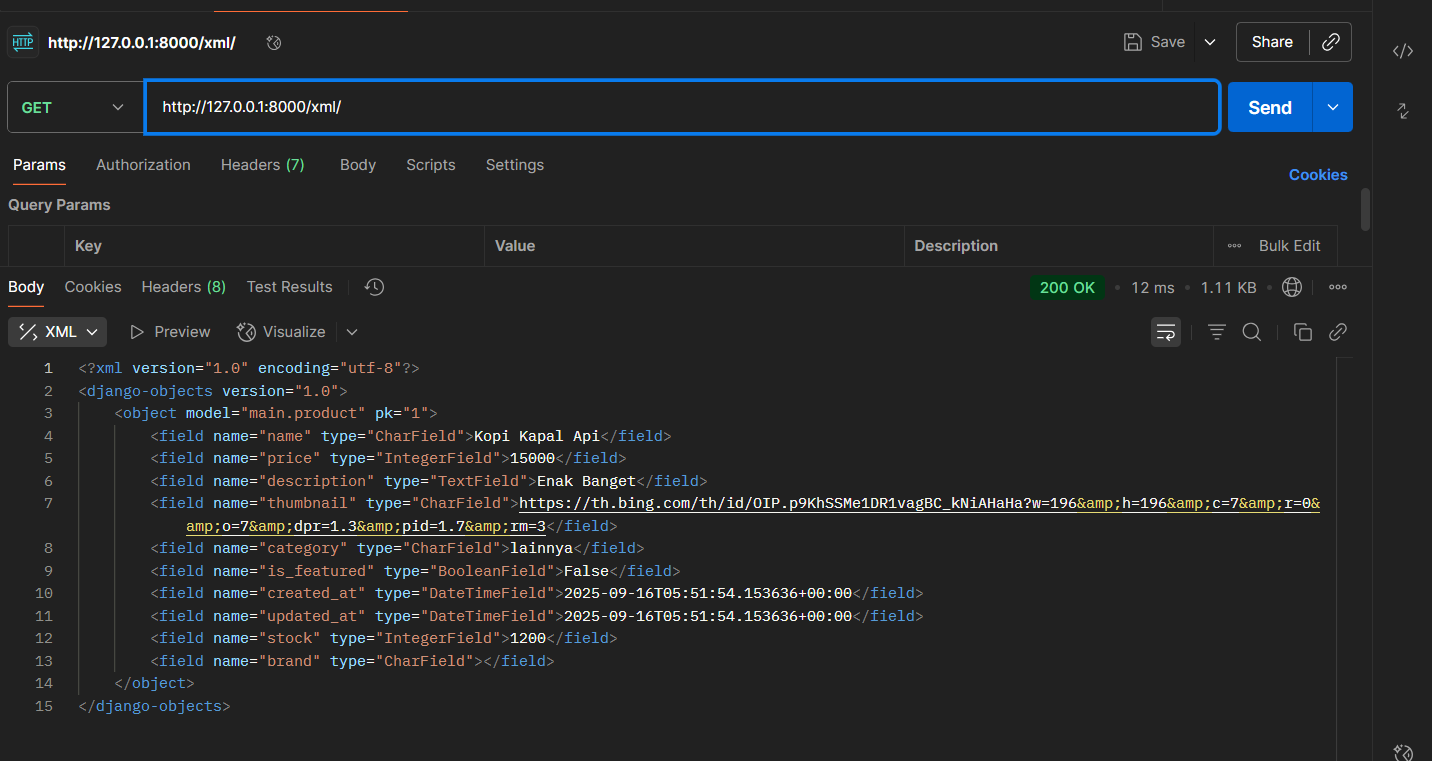 HTTP http://127.0.0.1:8000/xml/ Save Share
GET http://127.0.0.1:8000/xml/ Send
Params Authorization Headers (7) Body Scripts Settings Cookies
Query Params
Key Value Description Bulk Edit
Body Cookies Headers (8) Test Results 200 OK • 12 ms • 1.11 KB •
XML Preview Visualize
1 <?xml version="1.0" encoding="utf-8"?>
2 <django-objects version="1.0">
3 <object model="main.product" pk="1">
4 <field name="name" type="CharField">Kopi Kapal Api</field>
5 <field name="price" type="IntegerField">15000</field>
6 <field name="description" type="TextField">Enak Banget</field>
7 <field name="thumbnail" type="CharField">https://th.bing.com/th/id/OIP.p9KhSSMe1DR1vagBC_kNiAHaHa?w=196&amp;h=196&amp;c=7&amp;r=0&
amp;o=7&amp;dpr=1.3&amp;pid=1.7&amp;rm=3</field>
8 <field name="category" type="CharField">lainnya</field>
9 <field name="is_featured" type="BooleanField">False</field>
10 <field name="created_at" type="DateTimeField">2025-09-16T05:51:54.153636+00:00</field>
11 <field name="updated_at" type="DateTimeField">2025-09-16T05:51:54.153636+00:00</field>
12 <field name="stock" type="IntegerField">1200</field>
13 <field name="brand" type="CharField"></field>
14 </object>
15 </django-objects>